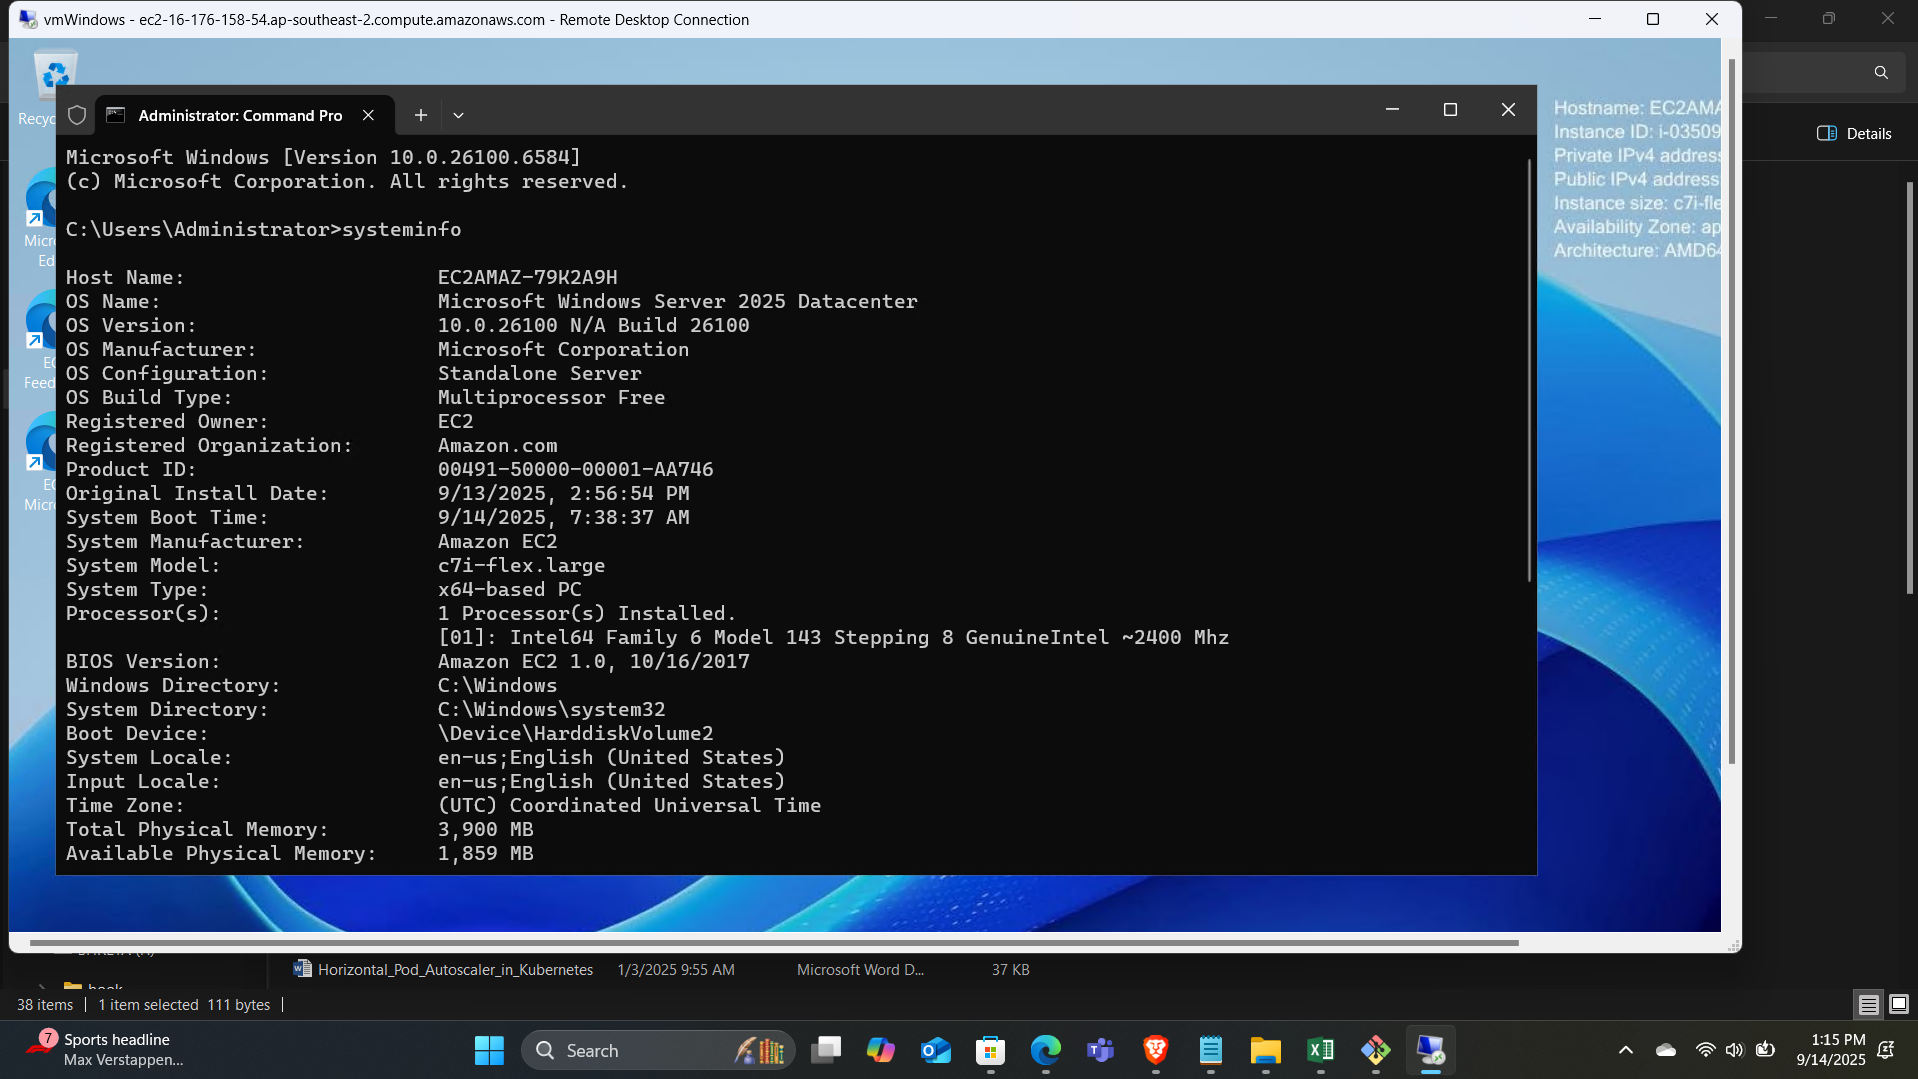 vmWindows - ec2-16-176-158-54.ap-southeast-2.compute.amazonaws.com - Remote Desktop Connection
Details
Administrator: Command Pro
Hostname: EC2AMA
Instance ID: i-03509
Private IPv4 address
Public IPv4 address
Instance size: c7i-fle
Availability Zone: ap
Architecture: AMD64
Recyc
Micro
Ed
EC
Feed
EC
Micro
Microsoft Windows [Version 10.0.26100.6584]
(c) Microsoft Corporation. All rights reserved.
C:\Users\Administrator>systeminfo
Host Name: EC2AMAZ-79K2A9H
OS Name: Microsoft Windows Server 2025 Datacenter
OS Version: 10.0.26100 N/A Build 26100
OS Manufacturer: Microsoft Corporation
OS Configuration: Standalone Server
OS Build Type: Multiprocessor Free
Registered Owner: EC2
Registered Organization: Amazon.com
Product ID: 00491-50000-00001-AA746
Original Install Date: 9/13/2025, 2:56:54 PM
System Boot Time: 9/14/2025, 7:38:37 AM
System Manufacturer: Amazon EC2
System Model: c7i-flex.large
System Type: x64-based PC
Processor(s): 1 Processor(s) Installed.
[01]: Intel64 Family 6 Model 143 Stepping 8 GenuineIntel ~2400 Mhz
BIOS Version: Amazon EC2 1.0, 10/16/2017
Windows Directory: C:\Windows
System Directory: C:\Windows\system32
Boot Device: \Device\HarddiskVolume2
System Locale: en-us;English (United States)
Input Locale: en-us;English (United States)
Time Zone: (UTC) Coordinated Universal Time
Total Physical Memory: 3,900 MB
Available Physical Memory: 1,859 MB
Horizontal_Pod_Autoscaler_in_Kubernetes 1/3/2025 9:55 AM Microsoft Word D... 37 KB
38 items 1 item selected 111 bytes
7
Sports headline
Max Verstappen...
Search
1:15 PM
9/14/2025